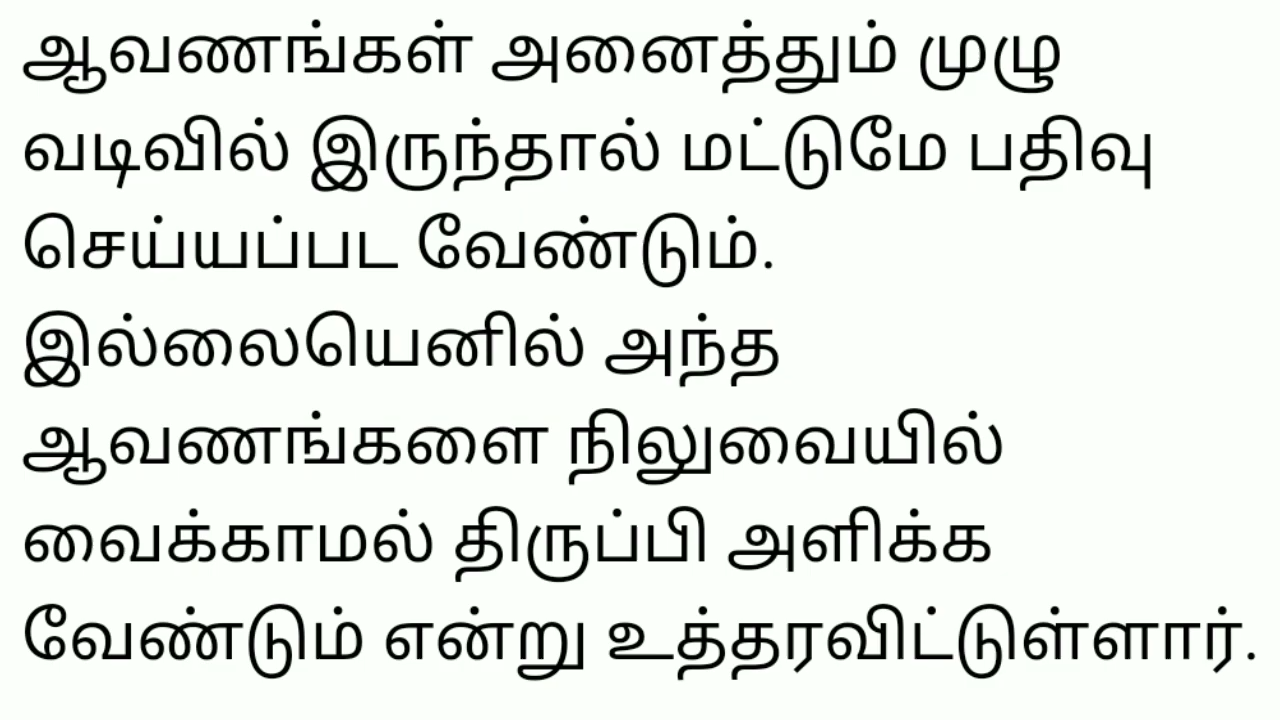 ஆவணங்கள் அனைத்தும் முழு
வடிவில் இருந்தால் மட்டுமே பதிவு
செய்யப்பட வேண்டும்.
இல்லையெனில் அந்த
ஆவணங்களை நிலுவையில்
வைக்காமல் திருப்பி அளிக்க
வேண்டும் என்று உத்தரவிட்டுள்ளார்.